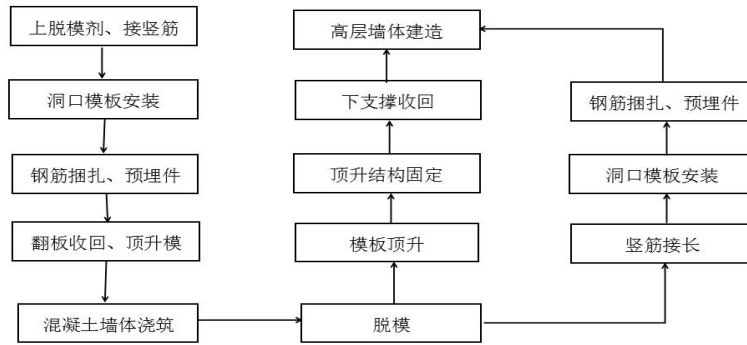 上脱模剂、接竖筋
洞口模板安装
钢筋捆扎、预埋件
翻板收回、顶升模
混凝土墙体浇筑
高层墙体建造
下支撑收回
顶升结构固定
模板顶升
脱模
钢筋捆扎、预埋件
洞口模板安装
竖筋接长